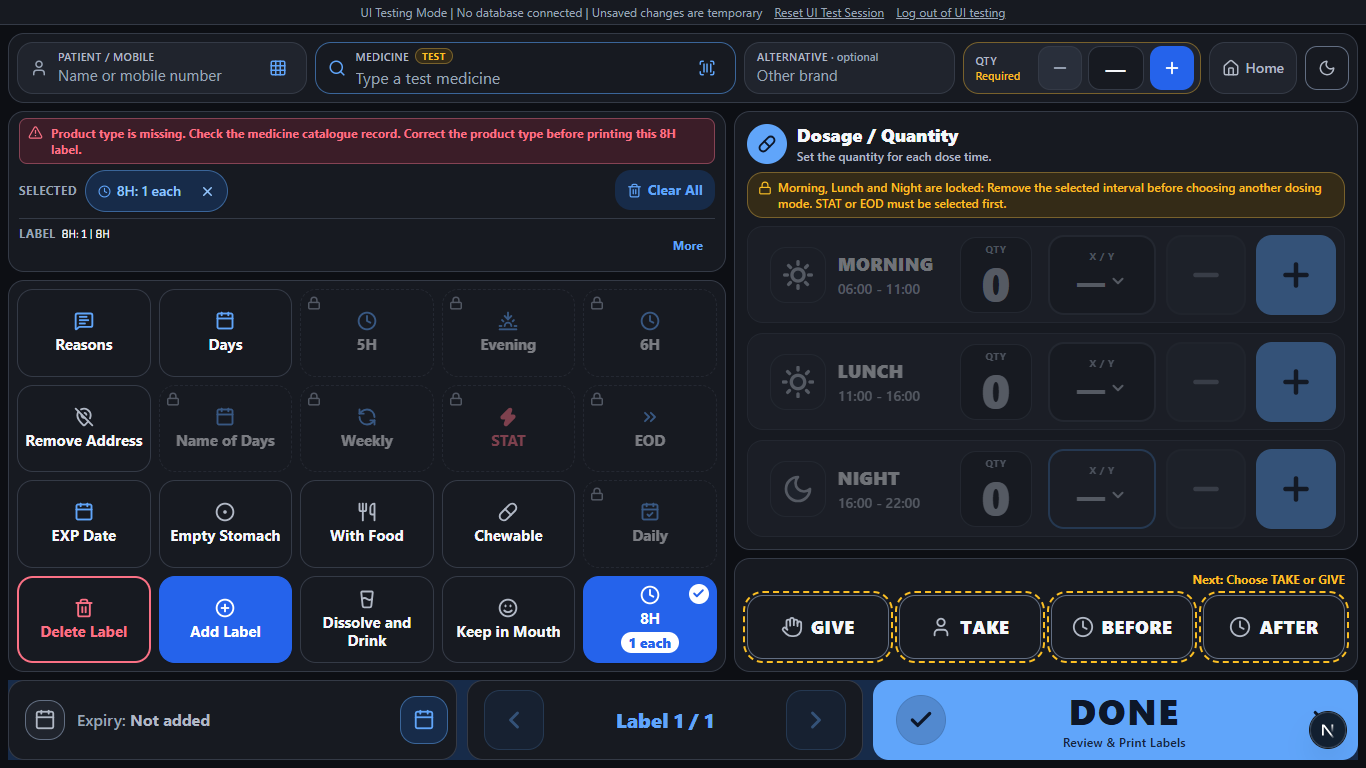 UI Testing Mode | No database connected | Unsaved changes are temporary Reset UI Test Session Log out of UI testing
PATIENT / MOBILE
Name or mobile number
MEDICINE TEST
Type a test medicine
ALTERNATIVE · optional
Other brand
QTY
Required
—
Home
Product type is missing. Check the medicine catalogue record. Correct the product type before printing this 8H
label.
SELECTED 8H: 1 each
Clear All
LABEL 8H: 1 | 8H
More
Reasons
Days
5H
Evening
6H
Remove Address
Name of Days
Weekly
STAT
EOD
EXP Date
Empty Stomach
With Food
Chewable
Daily
Delete Label
Add Label
Dissolve and
Drink
Keep in Mouth
8H
1 each
Dosage / Quantity
Set the quantity for each dose time.
Morning, Lunch and Night are locked: Remove the selected interval before choosing another dosing
mode. STAT or EOD must be selected first.
MORNING
06:00 - 11:00
QTY
0
X / Y
—
LUNCH
11:00 - 16:00
QTY
0
X / Y
—
NIGHT
16:00 - 22:00
QTY
0
X / Y
—
Next: Choose TAKE or GIVE
GIVE
TAKE
BEFORE
AFTER
Expiry: Not added
Label 1 / 1
DONE
Review & Print Labels
N